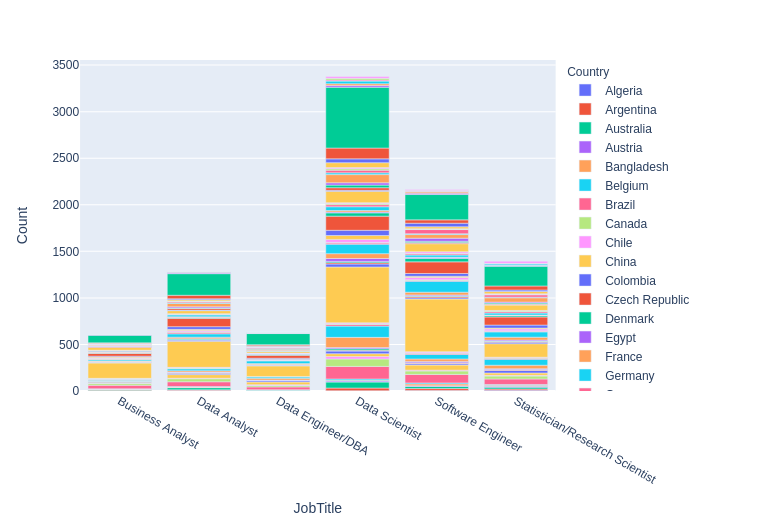 3500
3000
2500
2000
1500
1000
500
0
Count
Business Analyst
Data Analyst
Data Engineer/DBA
Data Scientist
Software Engineer
Statistician/Research Scientist
JobTitle
Country
Algeria
Argentina
Australia
Austria
Bangladesh
Belgium
Brazil
Canada
Chile
China
Colombia
Czech Republic
Denmark
Egypt
France
Germany